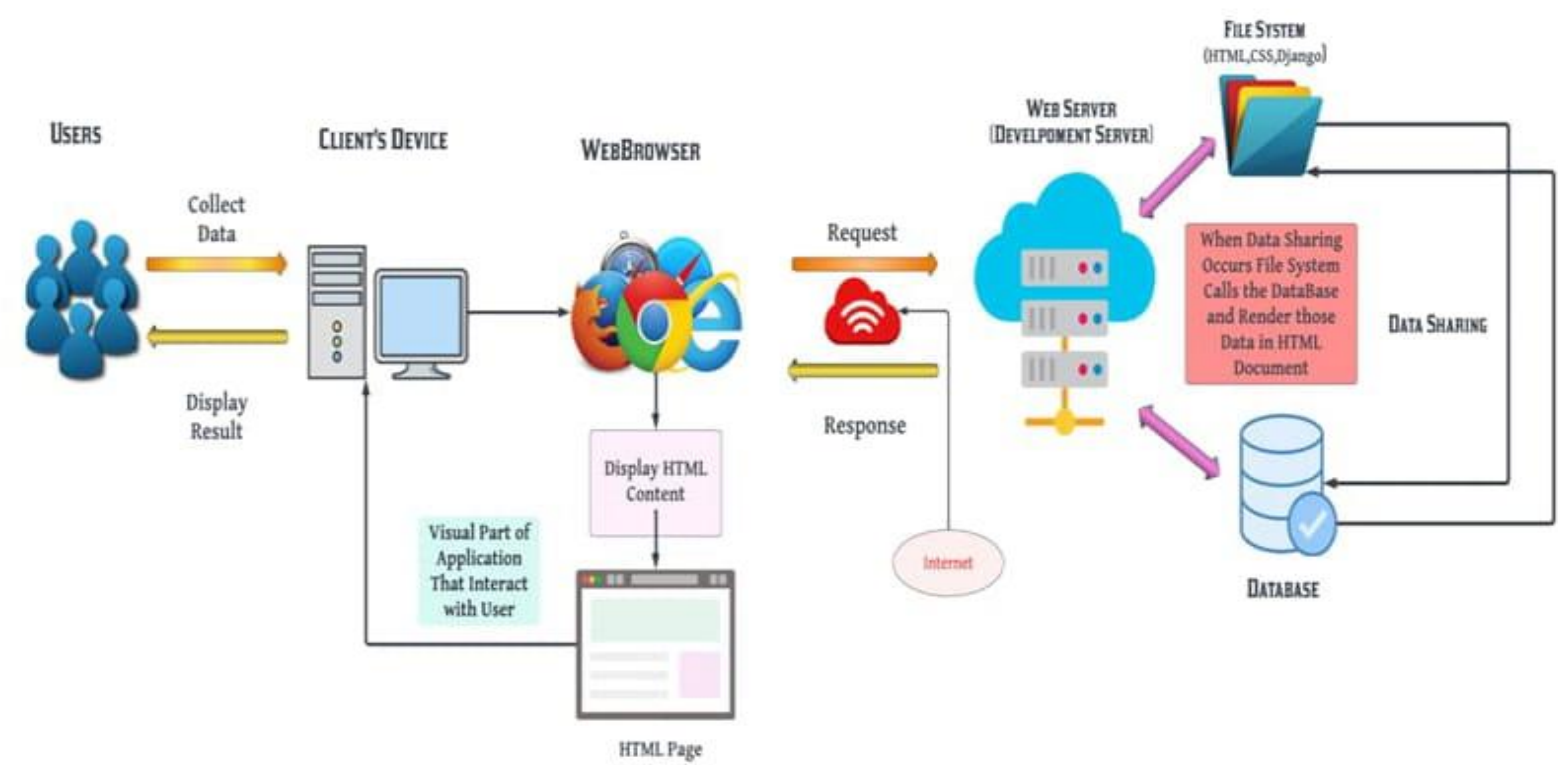 FILE SYSTEM
(HTML,CSS,Django)
WEB SERVER
(DEVELPOMENT SERVER)
USERS
CLIENT'S DEVICE
WEBBROWSER
Collect
Data
Request
When Data Sharing
Occurs File System
Calls the DataBase
and Render those
Data in HTML
Document
DATA SHARING
Display
Result
Response
Display HTML
Content
Visual Part of
Application
That Interact
with User
Internet
DATABASE
HTML Page